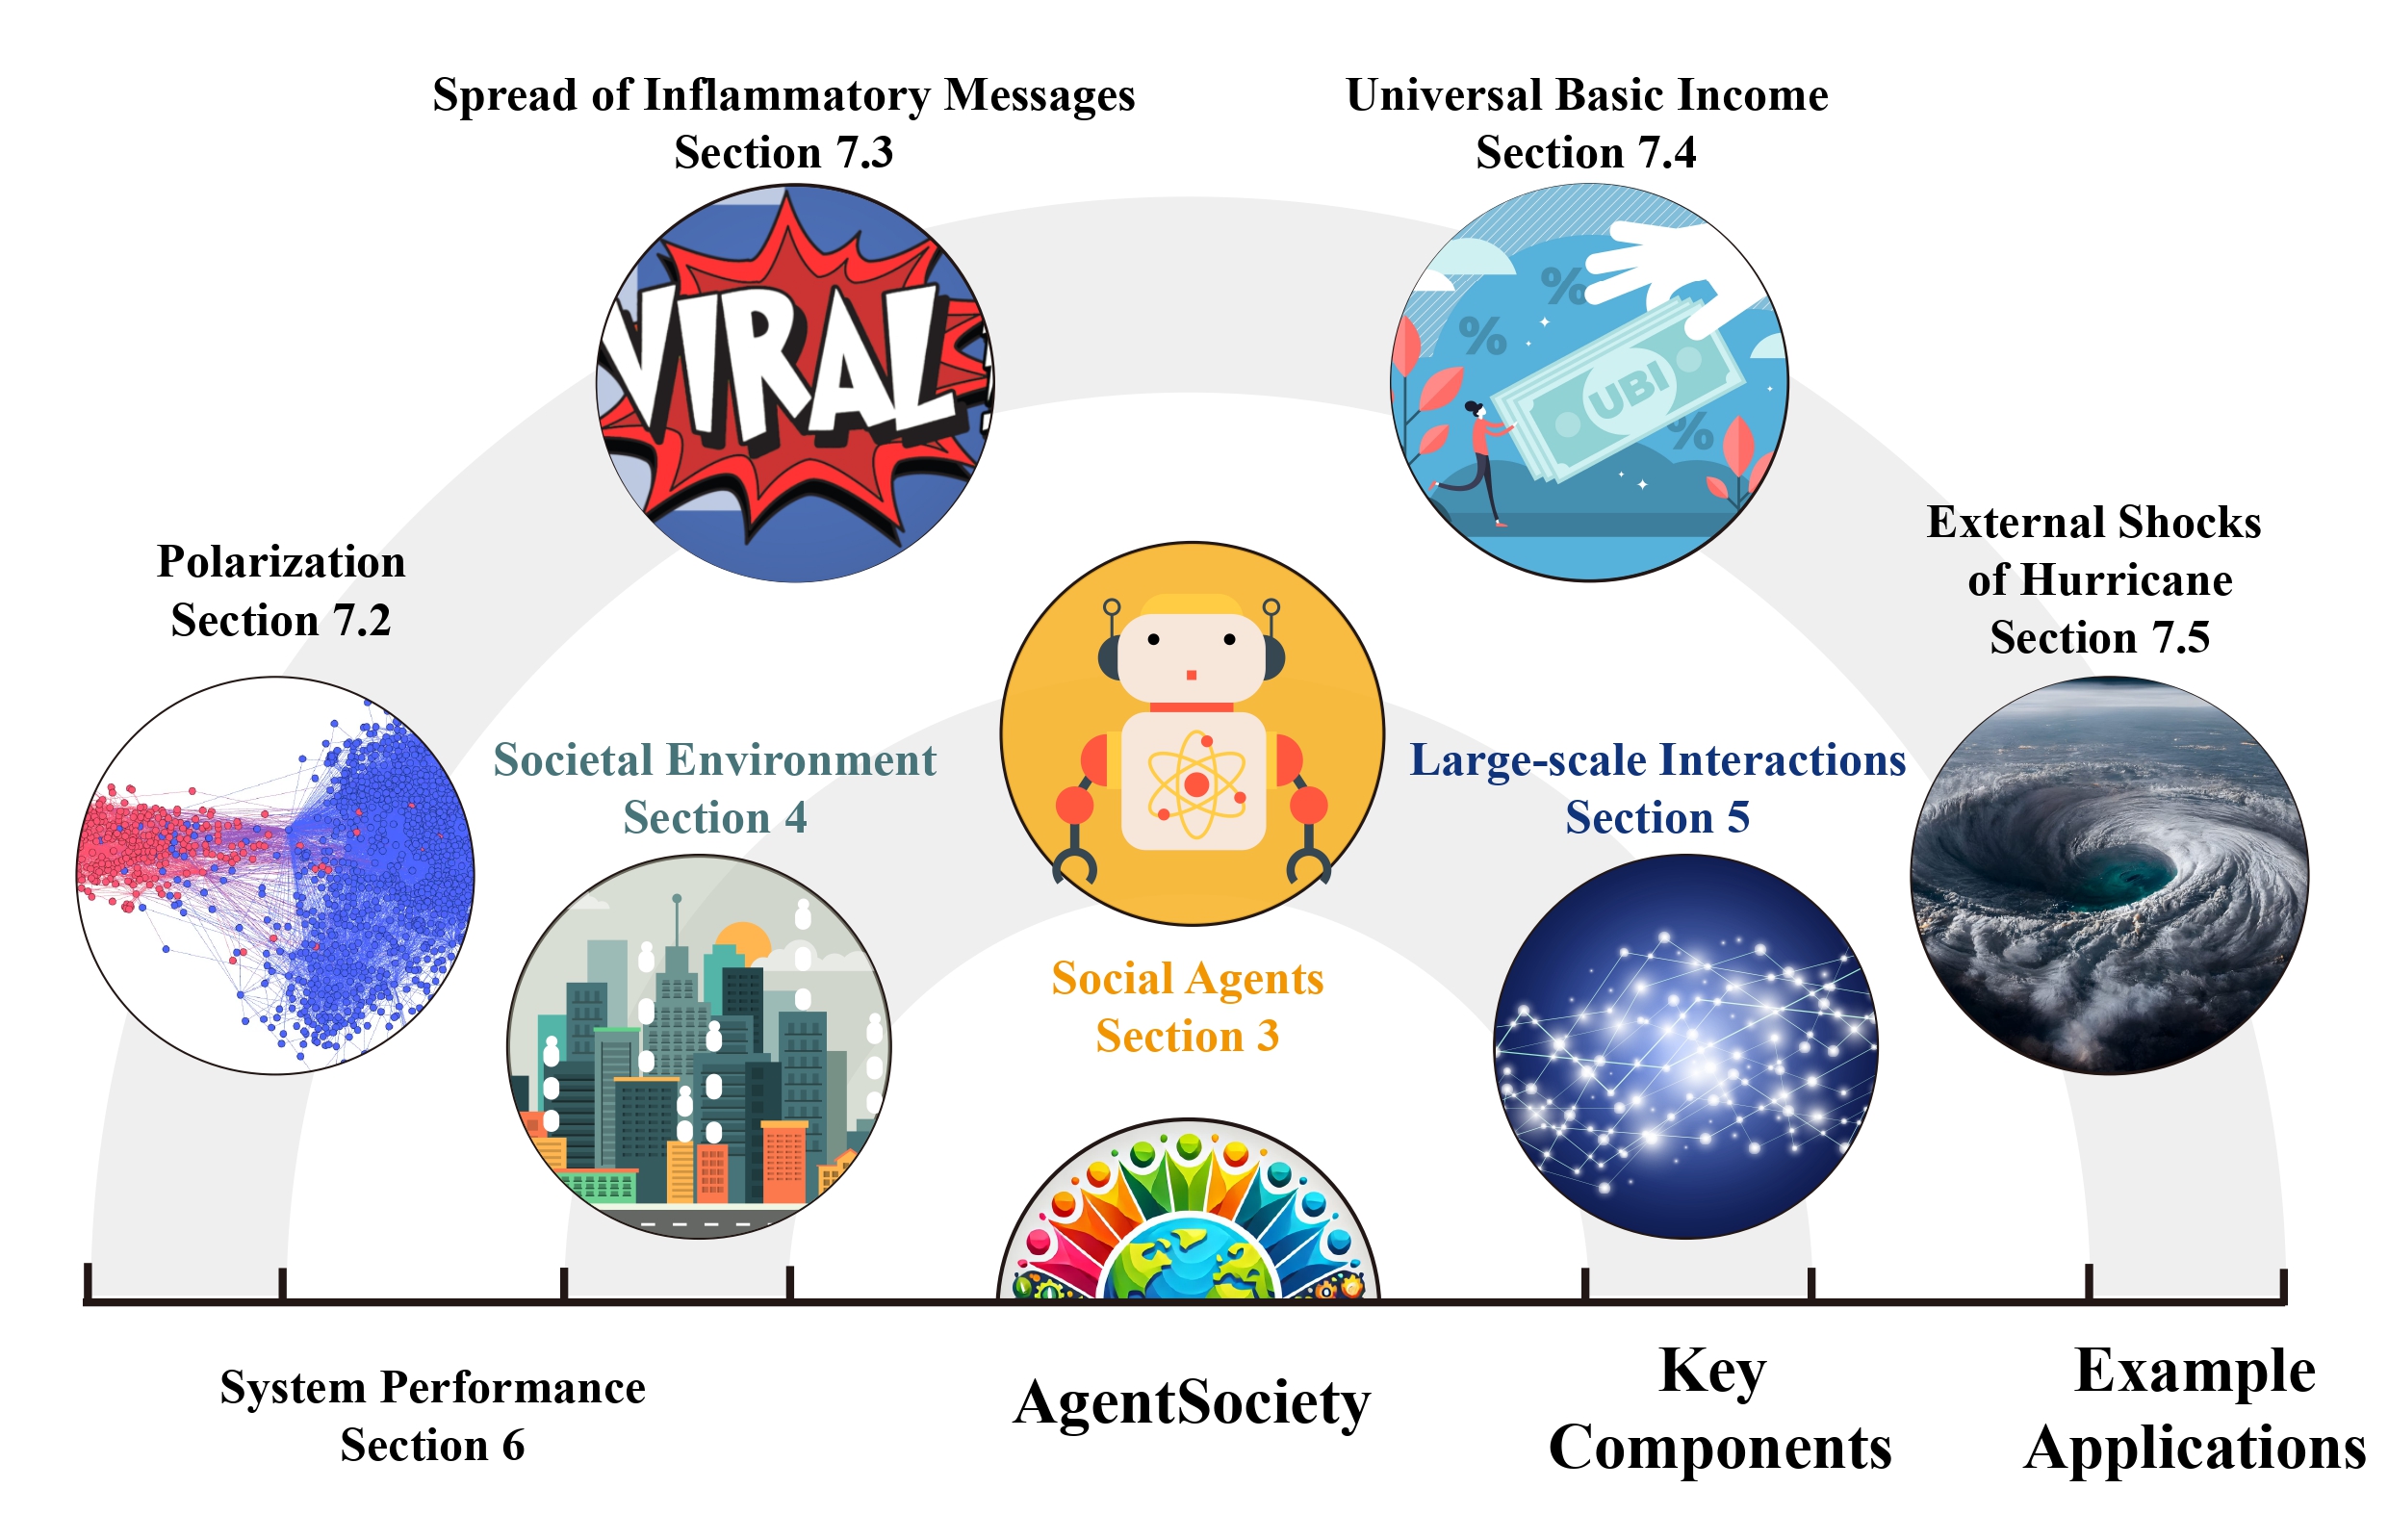 Spread of Inflammatory Messages
Section 7.3
Universal Basic Income
Section 7.4
VIRAL
%
%
UBI
%
External Shocks
of Hurricane
Section 7.5
Polarization
Section 7.2
Societal Environment
Section 4
Large-scale Interactions
Section 5
Social Agents
Section 3
System Performance
Section 6
AgentSociety
Key
Components
Example
Applications